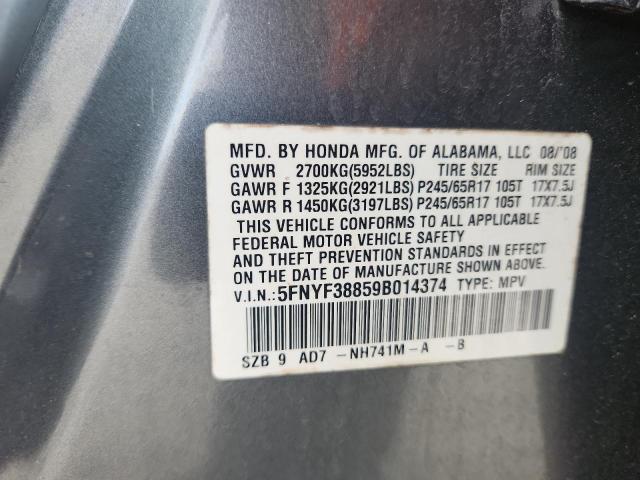 MFD. BY HONDA MFG. OF ALABAMA, LLC 08/'08
GVWR 2700KG(5952LBS) TIRE SIZE RIM SIZE
GAWR F 1325KG(2921LBS) P245/65R17 105T 17X7.5J
GAWR R 1450KG(3197LBS) P245/65R17 105T 17X7.5J
THIS VEHICLE CONFORMS TO ALL APPLICABLE
FEDERAL MOTOR VEHICLE SAFETY
AND THEFT PREVENTION STANDARDS IN EFFECT
ON THE DATE OF MANUFACTURE SHOWN ABOVE.
V.I.N.:5FNYF38859B014374 TYPE: MPV
SZB 9 AD7 -NH741M-A -B